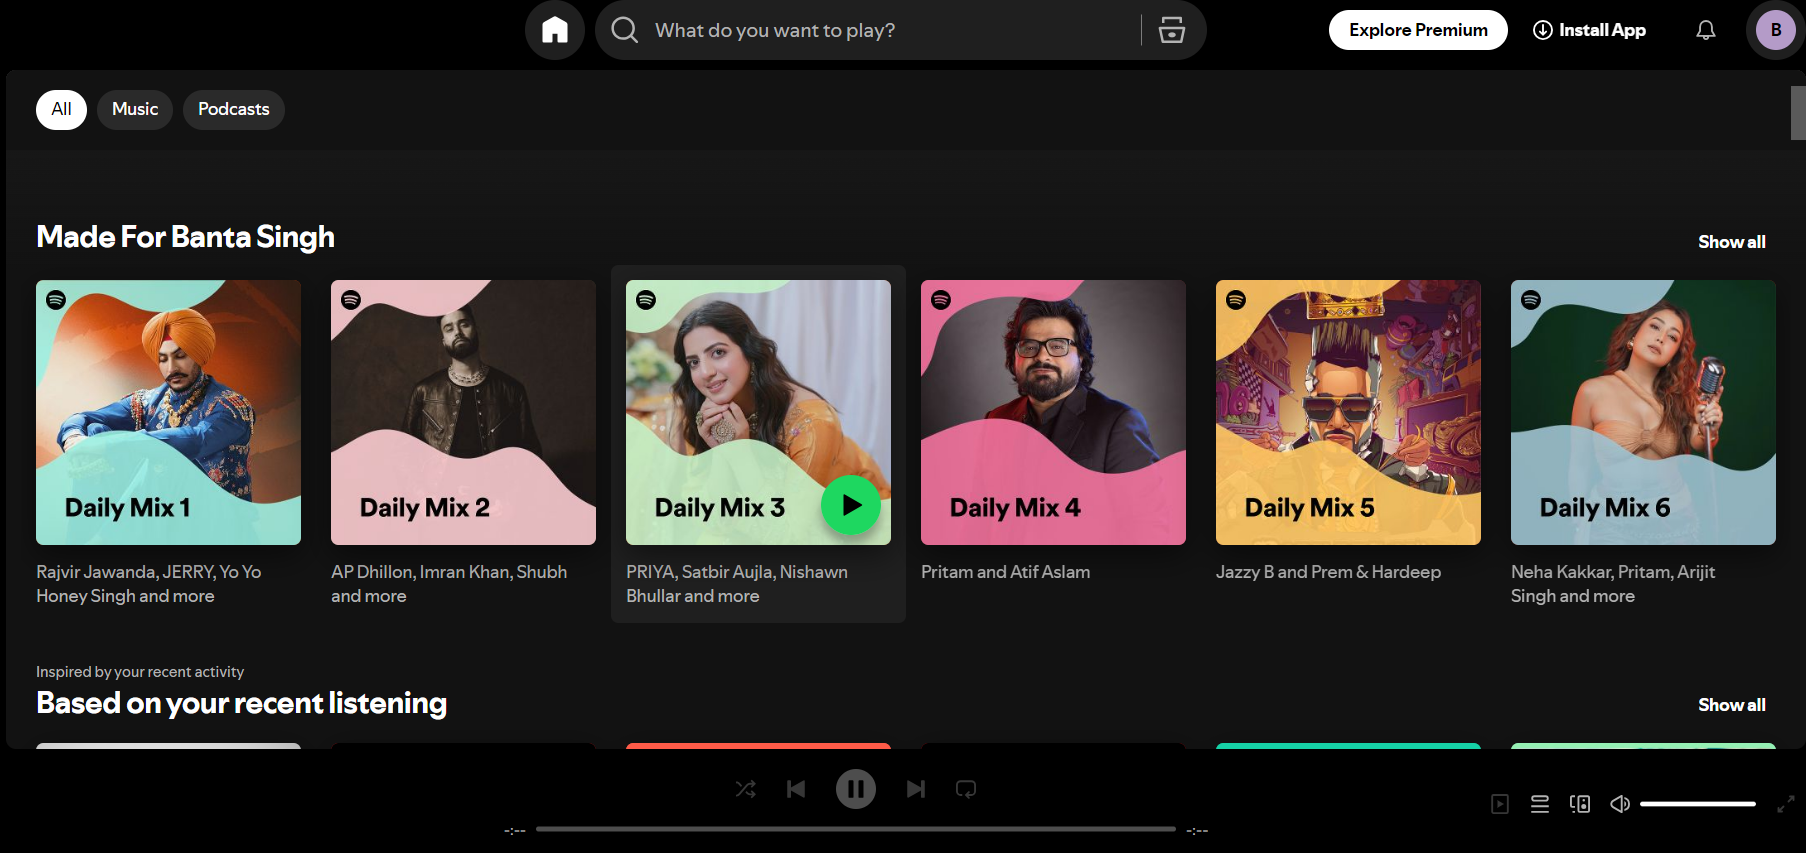 What do you want to play?
Explore Premium
Install App
B
All
Music
Podcasts
Made For Banta Singh
Show all
Daily Mix 1
Daily Mix 2
Daily Mix 3
Daily Mix 4
Daily Mix 5
Daily Mix 6
Rajvir Jawanda, JERRY, Yo Yo
Honey Singh and more
AP Dhillon, Imran Khan, Shubh
and more
PRIYA, Satbir Aujla, Nishawn
Bhullar and more
Pritam and Atif Aslam
Jazzy B and Prem & Hardeep
Neha Kakkar, Pritam, Arijit
Singh and more
Inspired by your recent activity
Based on your recent listening
Show all
-:--
-:--